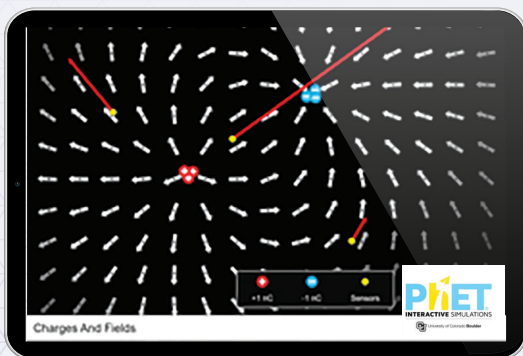 +1 nC -1 nC Sensors
PhET
INTERACTIVE SIMULATIONS
University of Colorado Boulder
Charges And Fields